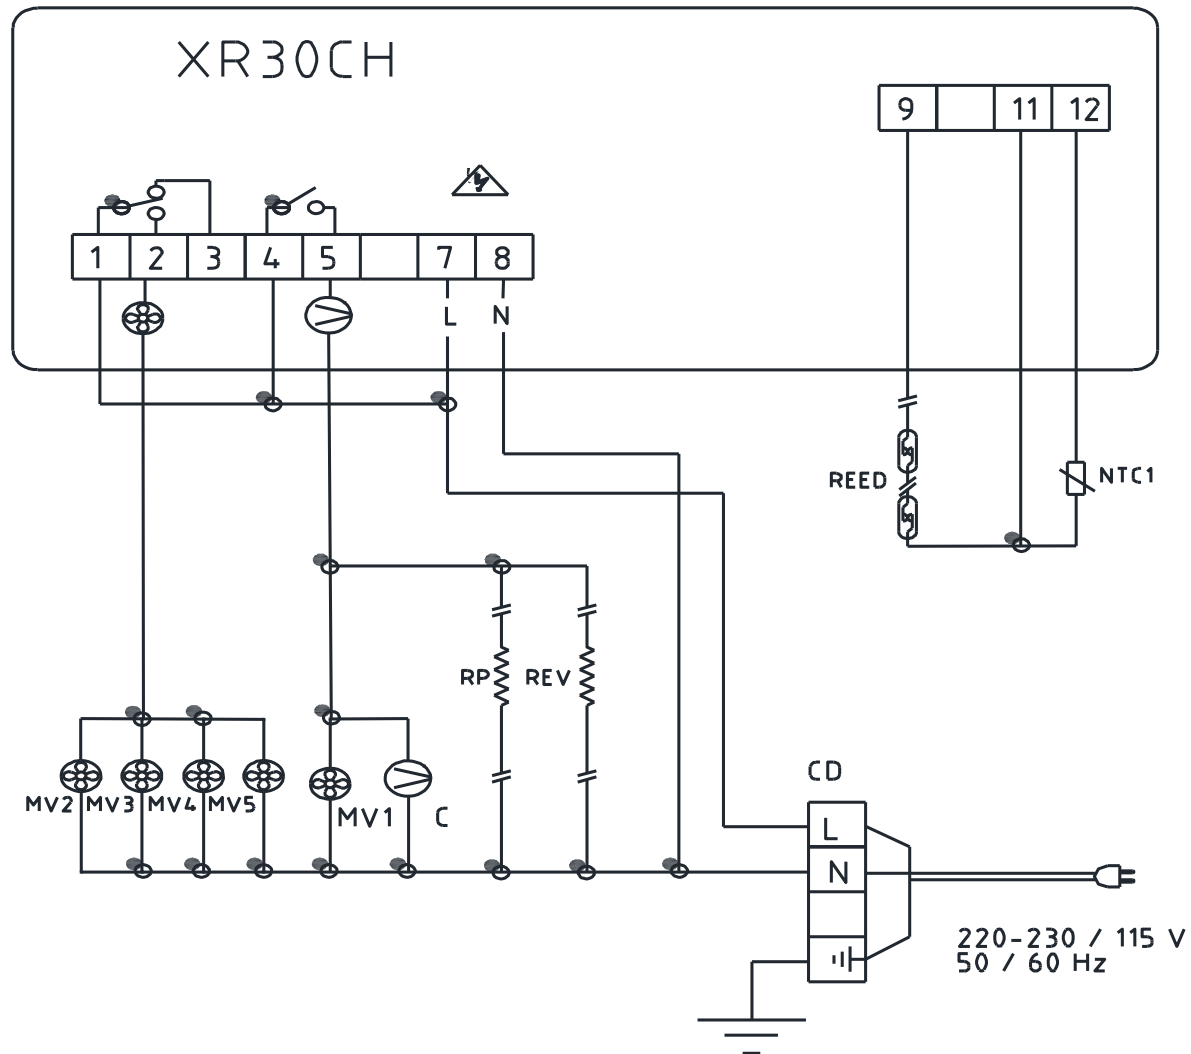 XR30CH
9 11 12
1 2 3 4 5 7 8
L N
REED NTC1
RP REV
CD
MV2 MV3 MV4 MV5
MV1 C
L
N
220-230 / 115 V
50 / 60 Hz